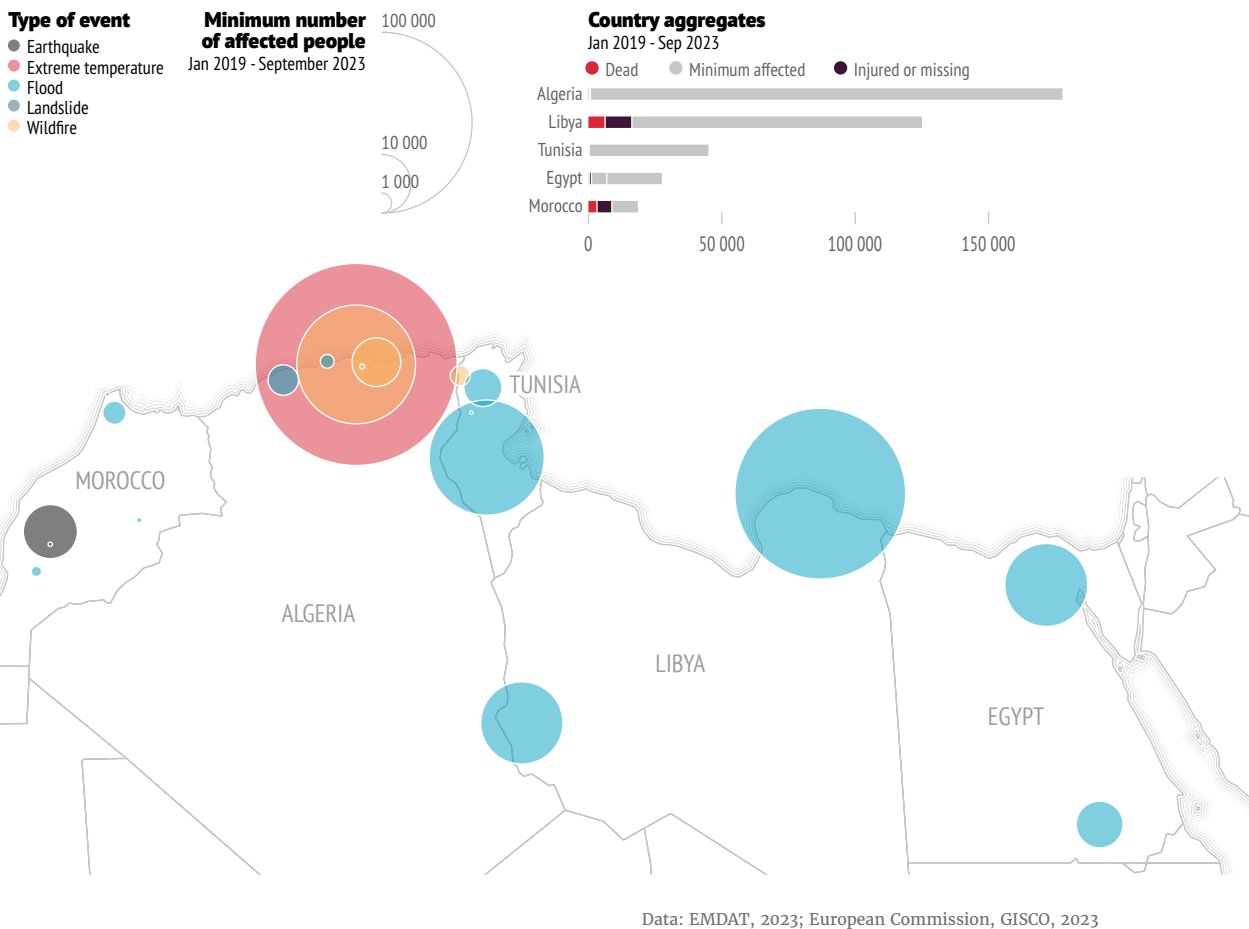 Type of event
Earthquake
Extreme temperature
Flood
Landslide
Wildfire
Minimum number
of affected people
Jan 2019 - September 2023
100 000
10 000
1 000
Country aggregates
Jan 2019 - Sep 2023
Dead
Minimum affected
Injured or missing
Algeria
Libya
Tunisia
Egypt
Morocco
0
50 000
100 000
150 000
TUNISIA
MOROCCO
ALGERIA
LIBYA
EGYPT
Data: EMDAT, 2023; European Commission, GISCO, 2023